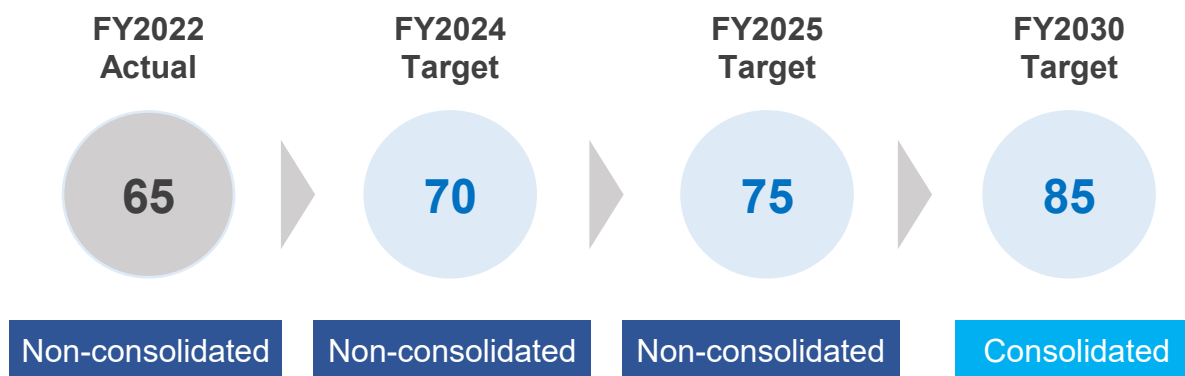 FY2022
Actual
FY2024
Target
FY2025
Target
FY2030
Target
65
70
75
85
Non-consolidated
Non-consolidated
Non-consolidated
Consolidated